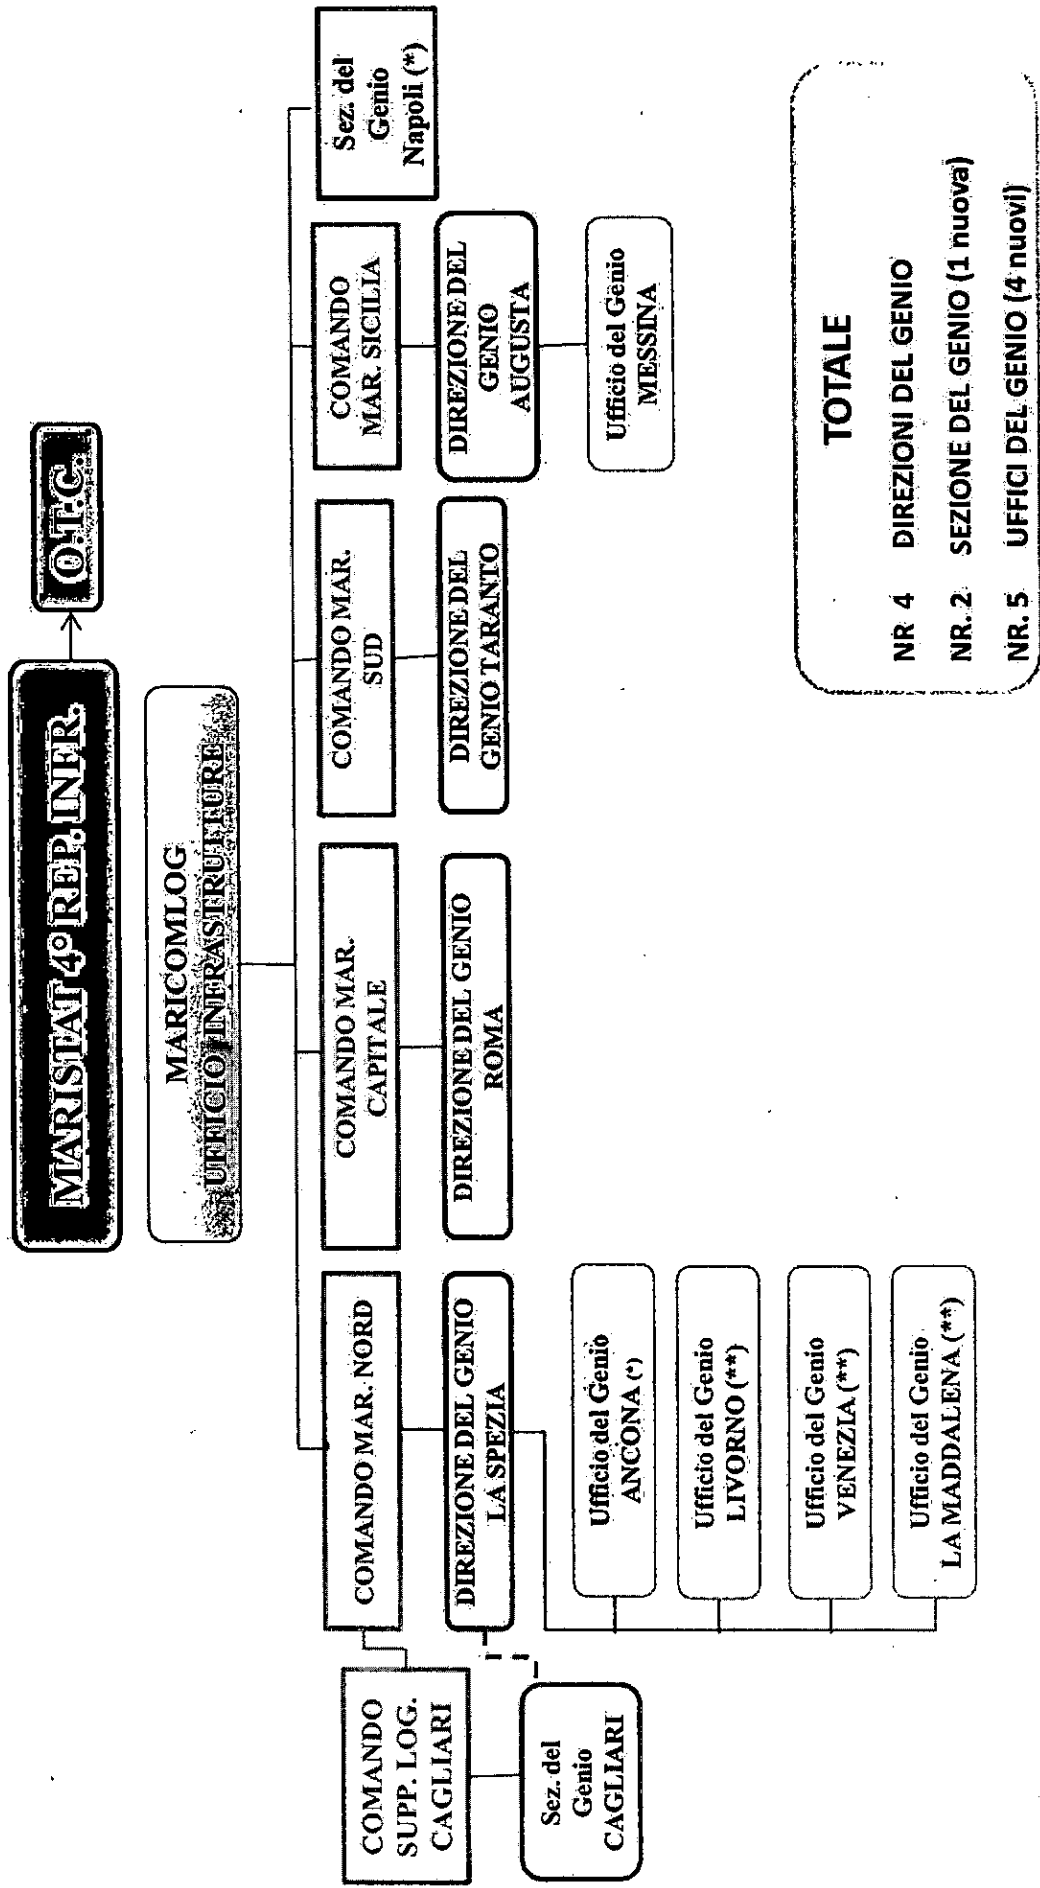 MARISTAT 4° REP. INER.
O.T.C.
MARICOMLOG
UFFICIO INFRASTRUTTURE
COMANDO
SUPP. LOG.
CAGLIARI
Sez. del
Genio
CAGLIARI
COMANDO MAR. NORD
DIREZIONE DEL GENIO
LA SPEZIA
Ufficio del Genio
ANCONA (*)
Ufficio del Genio
LIVORNO (**)
Ufficio del Genio
VENEZIA (**)
Ufficio del Genio
LA MADDALENA (**)
COMANDO MAR.
CAPITALE
DIREZIONE DEL GENIO
ROMA
COMANDO MAR.
SUD
DIREZIONE DEL
GENIO TARANTO
COMANDO
MAR. SICILIA
DIREZIONE DEL
GENIO
AUGUSTA
Ufficio del Genio
MESSINA
Sez. del
Genio
Napoli (*)
TOTALE
NR 4 DIREZIONI DEL GENIO
NR. 2 SEZIONE DEL GENIO (1 nuova)
NR. 5 UFFICI DEL GENIO (4 nuovi)